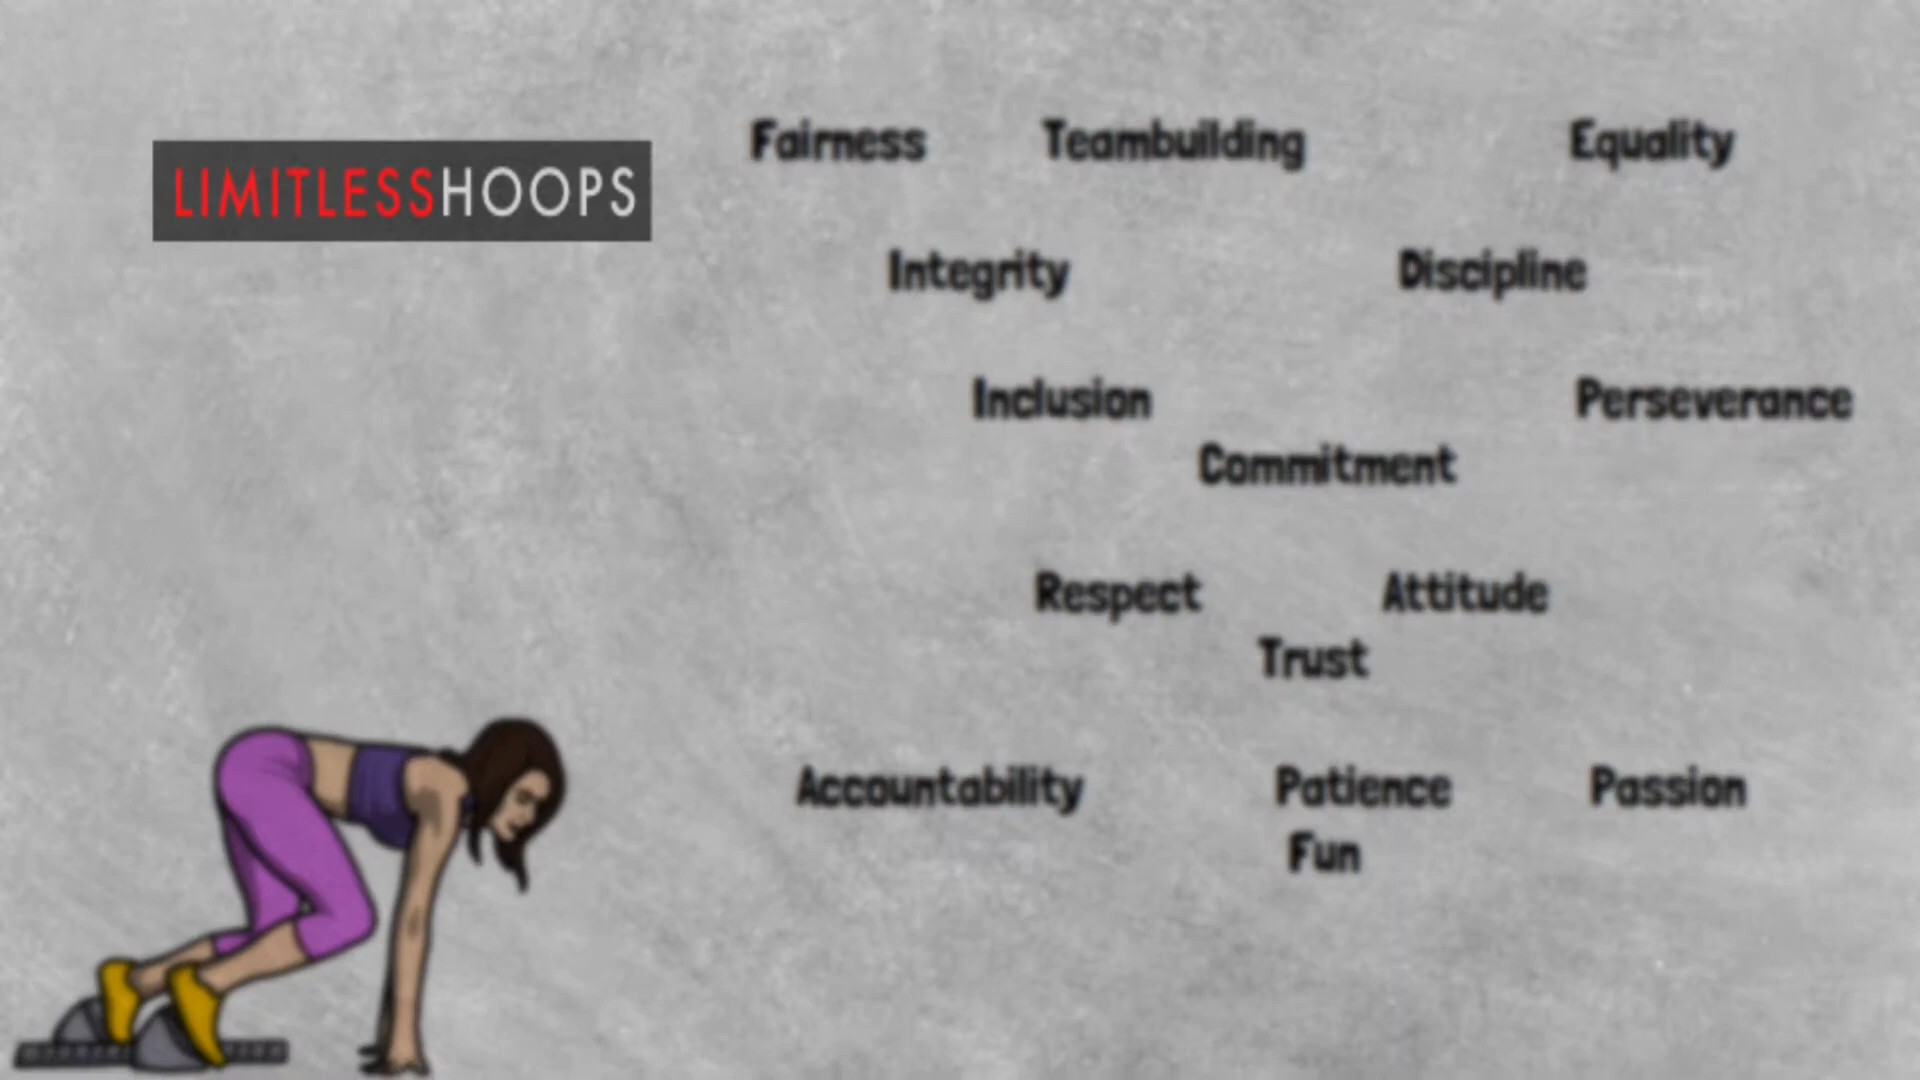 LIMITLESSHOOPS
Fairness Teambuilding Equality
Integrity Discipline
Inclusion Perseverance
Commitment
Respect Attitude
Trust
Accountability Patience Passion
Fun